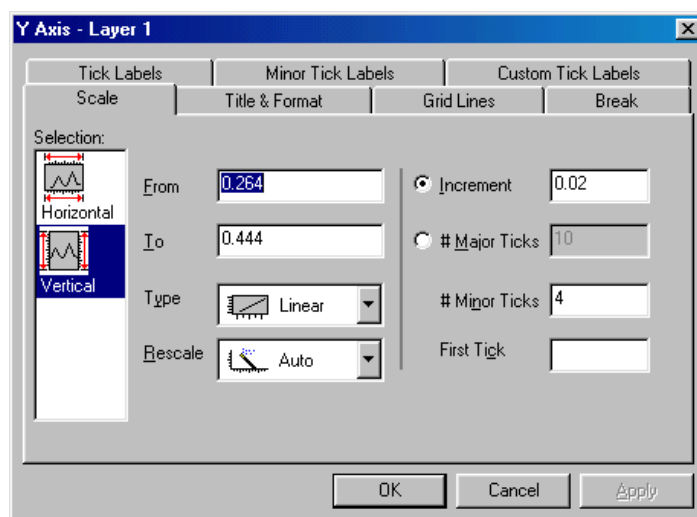 Y Axis - Layer 1
Tick Labels Minor Tick Labels Custom Tick Labels
Scale Title & Format Grid Lines Break
Selection:
Horizontal
Vertical
From 0.264
To 0.444
Type Linear
Rescale Auto
Increment 0.02
# Major Ticks 10
# Minor Ticks 4
First Tick
OK Cancel Apply